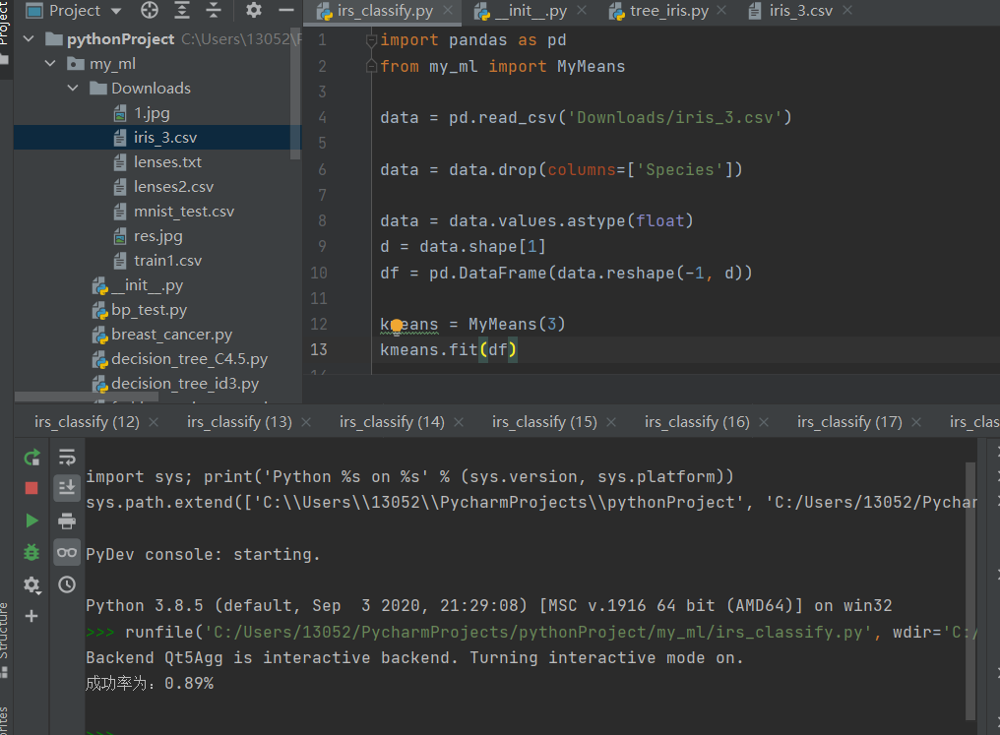 Project
Project
irs_classify.py
__init__.py
tree_iris.py
iris_3.csv
pythonProject C:\Users\13052\
my_ml
Downloads
1.jpg
iris_3.csv
lenses.txt
lenses2.csv
mnist_test.csv
res.jpg
train1.csv
__init__.py
bp_test.py
breast_cancer.py
decision_tree_C4.5.py
decision_tree_id3.py
1 import pandas as pd
2 from my_ml import MyMeans
3
4 data = pd.read_csv('Downloads/iris_3.csv')
5
6 data = data.drop(columns=['Species'])
7
8 data = data.values.astype(float)
9 d = data.shape[1]
10 df = pd.DataFrame(data.reshape(-1, d))
11
12 kmeans = MyMeans(3)
13 kmeans.fit(df)
14
irs_classify (12)
irs_classify (13)
irs_classify (14)
irs_classify (15)
irs_classify (16)
irs_classify (17)
irs_clas
import sys; print('Python %s on %s' % (sys.version, sys.platform))
sys.path.extend(['C:\\Users\\13052\\PycharmProjects\\pythonProject', 'C:/Users/13052/Pychar
PyDev console: starting.
Python 3.8.5 (default, Sep  3 2020, 21:29:08) [MSC v.1916 64 bit (AMD64)] on win32
>>> runfile('C:/Users/13052/PycharmProjects/pythonProject/my_ml/irs_classify.py', wdir='C:/
Backend Qt5Agg is interactive backend. Turning interactive mode on.
成功率为：0.89%
>>>
Structure